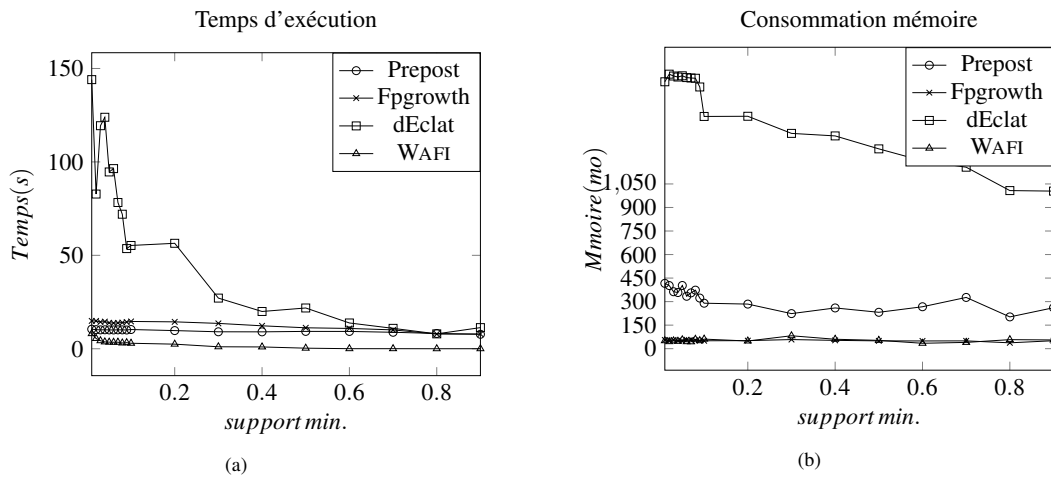 Temps d'exécution
150
100
50
0
Temps(s)
0.2 0.4 0.6 0.8
support min.
Prepost
Fpgrowth
dEclat
WAFI
(a)
Consommation mémoire
1,050
900
750
600
450
300
150
0
Mmoire(mo)
0.2 0.4 0.6 0.8
support min.
Prepost
Fpgrowth
dEclat
WAFI
(b)